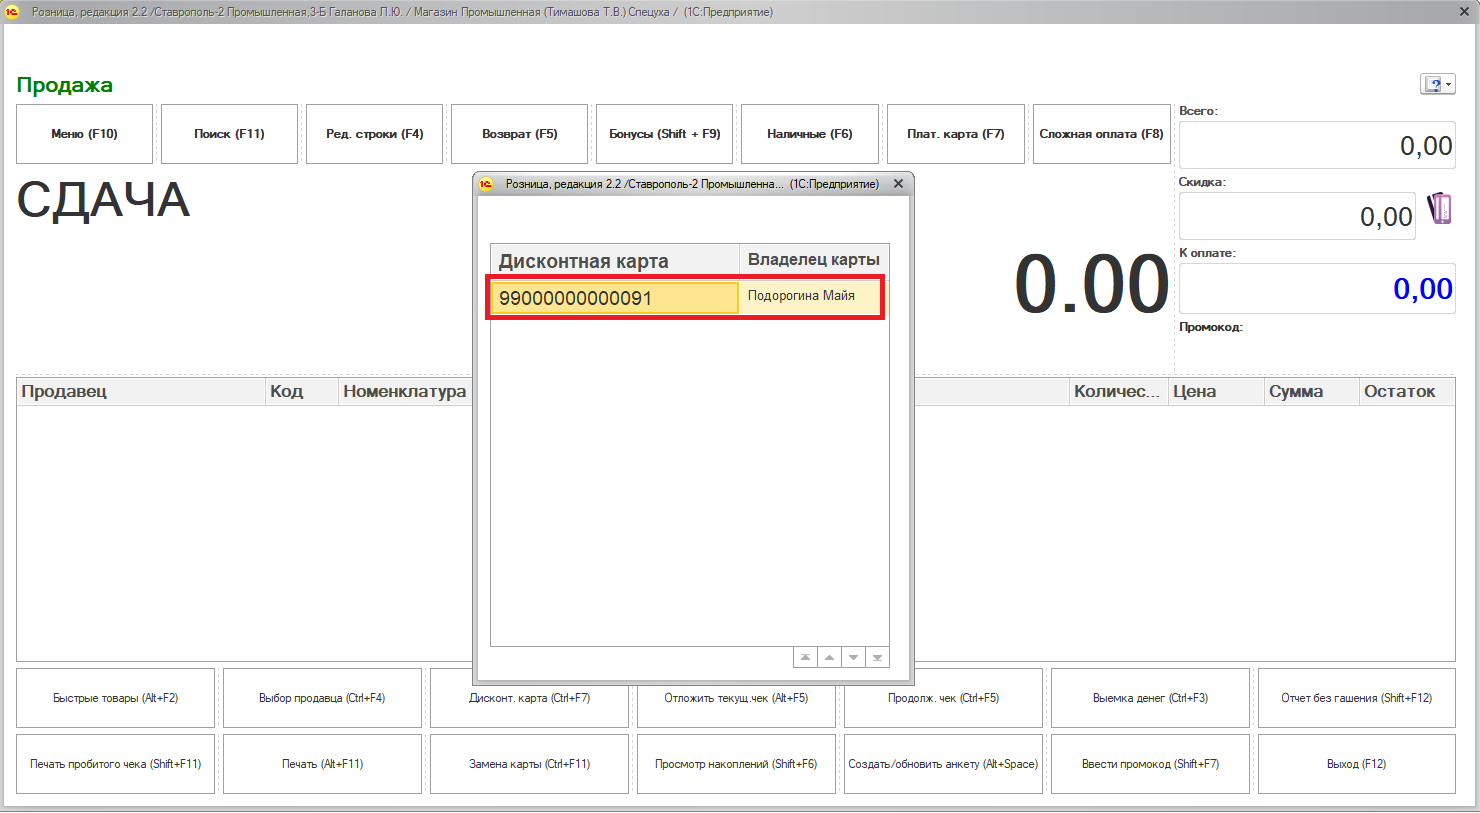 Розница, редакция 2.2 /Ставрополь-2 Промышленная,3-Б Галанова Л.Ю. / Магазин Промышленная (Тимашова Т.В.) Спецуха / (1С:Предприятие)
Продажа
Меню (F10)
Поиск (F11)
Ред. строки (F4)
Возврат (F5)
Бонусы (Shift + F9)
Наличные (F6)
Плат. карта (F7)
Сложная оплата (F8)
Всего:
0,00
СДАЧА
0.00
Скидка:
0,00
К оплате:
0,00
Промокод:
Розница, редакция 2.2 /Ставрополь-2 Промышленна... (1С:Предприятие)
Дисконтная карта Владелец карты
99000000000091 Подорогина Майя
Продавец Код Номенклатура Количес... Цена Сумма Остаток
Быстрые товары (Alt+F2)
Выбор продавца (Ctrl+F4)
Дисконт. карта (Ctrl+F7)
Отложить текущ.чек (Alt+F5)
Продолж. чек (Ctrl+F5)
Выемка денег (Ctrl+F3)
Отчет без гашения (Shift+F12)
Печать пробитого чека (Shift+F11)
Печать (Alt+F11)
Замена карты (Ctrl+F11)
Просмотр накоплений (Shift+F6)
Создать/обновить анкету (Alt+Space)
Ввести промокод (Shift+F7)
Выход (F12)